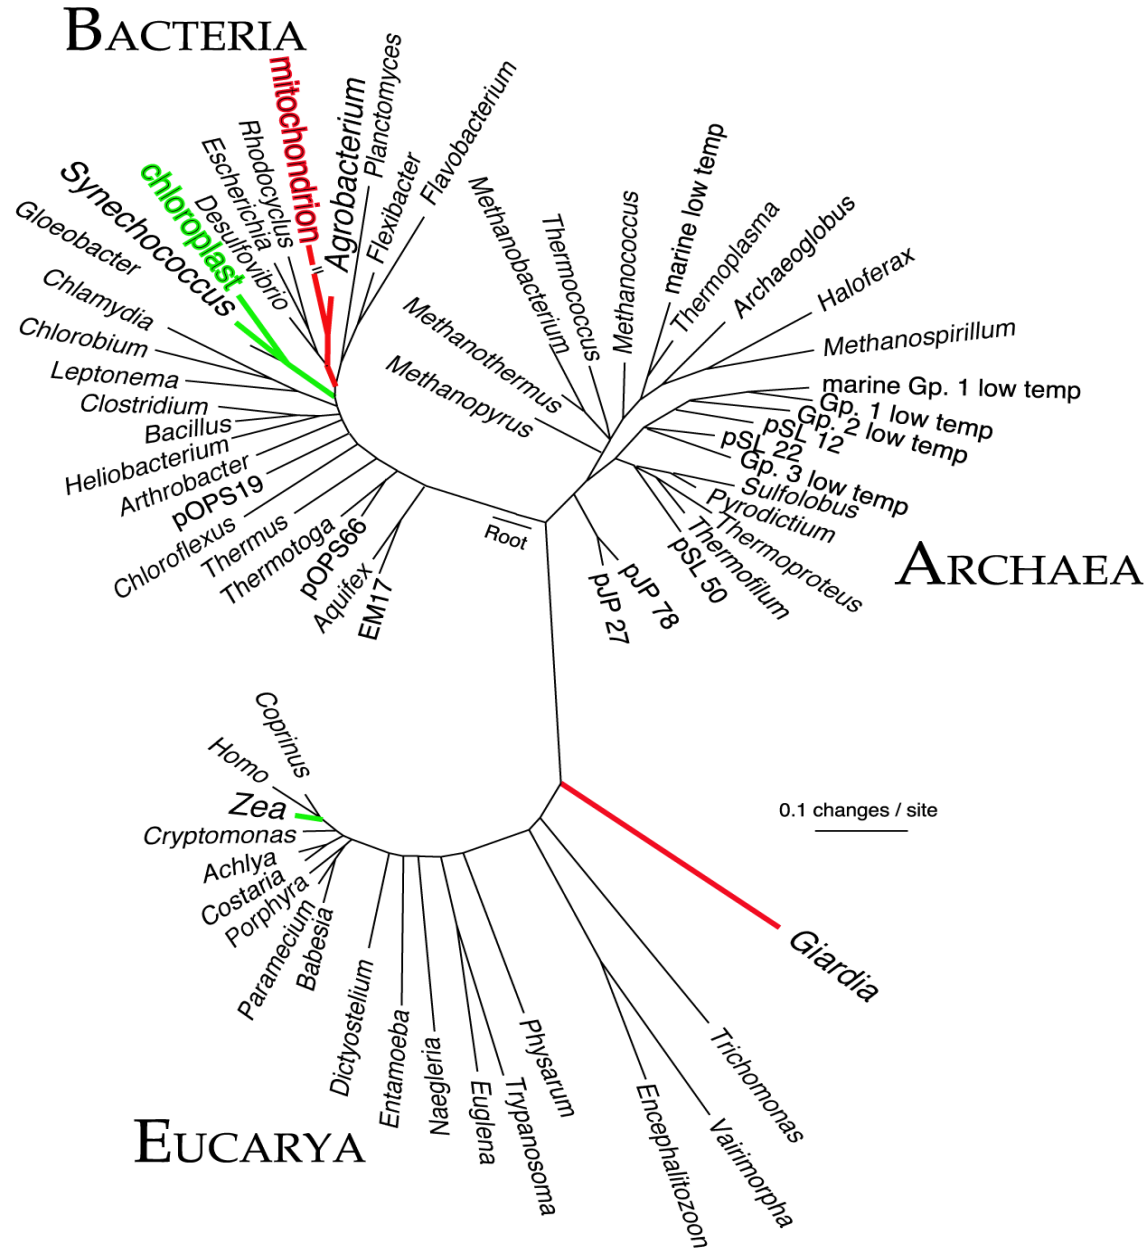 BACTERIA
mitochondrion
Agrobacterium
Planctomyces
Flexibacter
Flavobacterium
Rhodocyclus
Escherichia
Desulfovibrio
chloroplast
Synechococcus
Gloeobacter
Chlamydia
Chlorobium
Leptonema
Clostridium
Bacillus
Heliobacterium
Arthrobacter
pOPS19
Chloroflexus
Thermus
Thermotoga
pOPS66
Aquifex
EM17
Root
Methanopyrus
Methanothermus
Methanobacterium
Thermococcus
Methanococcus
marine low temp
Thermoplasma
Archaeoglobus
Haloferax
Methanospirillum
marine Gp. 1 low temp
Gp. 1 low temp
Gp. 2 low temp
pSL 12
pSL 22
Gp. 3 low temp
Sulfolobus
Pyrodictium
Thermoproteus
Thermofilum
pSL 50
pJP 78
pJP 27
ARCHAEA
Coprinus
Homo
Zea
Cryptomonas
Achlya
Costaria
Porphyra
Paramecium
Babesia
Dictyostelium
Entamoeba
Naegleria
Euglena
Trypanosoma
Physarum
Encephalitozoon
Vairimorpha
Trichomonas
Giardia
0.1 changes / site
EUCARYA